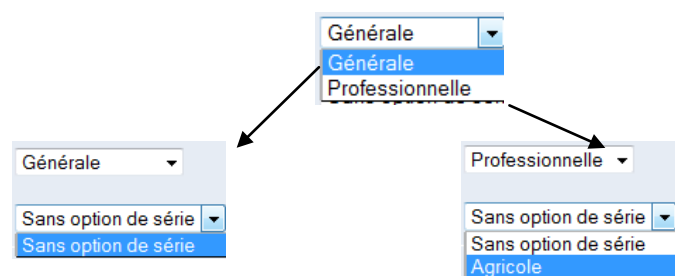 Générale
Générale
Professionnelle
Générale
Sans option de série
Sans option de série
Professionnelle
Sans option de série
Sans option de série
Agricole